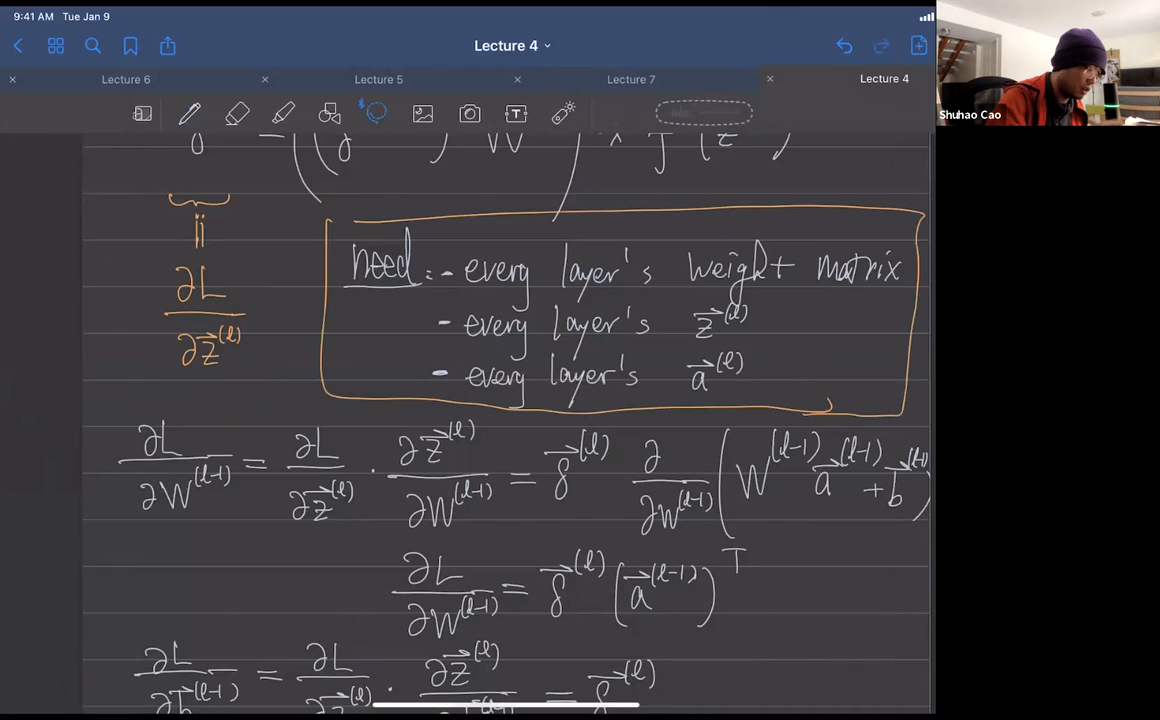 9:41 AM Tue Jan 9
Lecture 4
Lecture 6 Lecture 5 Lecture 7 Lecture 4
Shuhao Cao
= ∂L/∂z⃗^(l)
need: - every layer's weight matrix
- every layer's z⃗^(l)
- every layer's a⃗^(l)
∂L/∂W^(l-1) = ∂L/∂z⃗^(l) · ∂z⃗^(l)/∂W^(l-1) = δ⃗^(l) ∂/∂W^(l-1) (W^(l-1) a⃗^(l-1) + b⃗^(l-1))
∂L/∂W^(l-1) = δ⃗^(l) (a⃗^(l-1))^T
∂L/∂b⃗^(l-1) = ∂L/∂z⃗^(l) · ∂z⃗^(l) = δ⃗^(l)